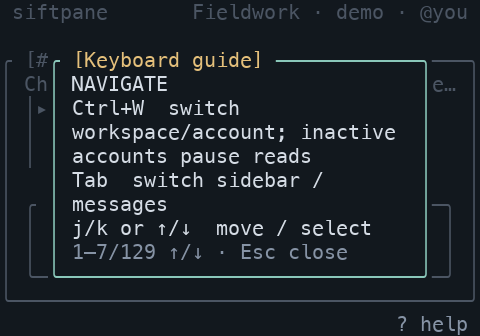 siftpane Fieldwork · demo · @you
[# [Keyboard guide]
Ch NAVIGATE e…
▸ Ctrl+W switch
workspace/account; inactive
accounts pause reads
Tab switch sidebar /
messages
j/k or ↑/↓ move / select
1–7/129 ↑/↓ · Esc close
? help